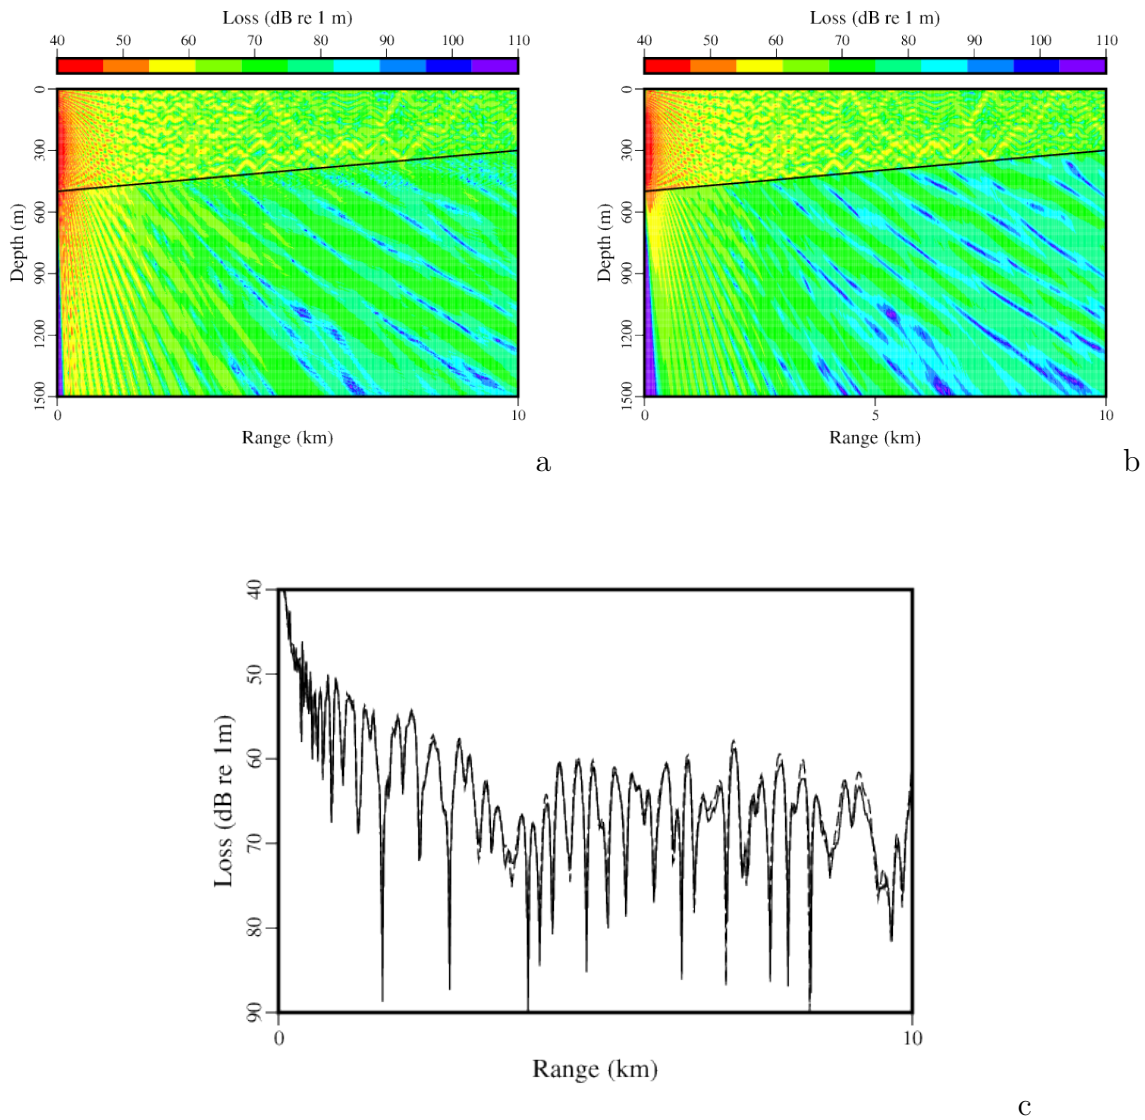 Loss (dB re 1 m)
40 50 60 70 80 90 100 110
0
300
600
900
1200
1500
Depth (m)
0 10
Range (km)
a
Loss (dB re 1 m)
40 50 60 70 80 90 100 110
0
300
600
900
1200
1500
Depth (m)
0 5 10
Range (km)
b
40
50
60
70
80
90
Loss (dB re 1m)
0 10
Range (km)
c